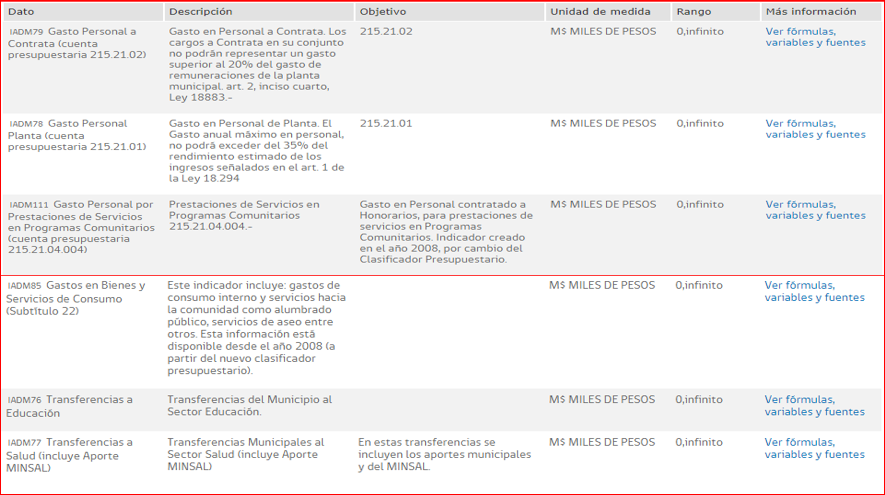 Dato Descripción Objetivo Unidad de medida Rango Más información
IADM79 Gasto Personal a
Contrata (cuenta
presupuestaria 215.21.02)
Gasto en Personal a Contrata. Los
cargos a Contrata en su conjunto
no podrán representar un gasto
superior al 20% del gasto de
remuneraciones de la planta
municipal. art. 2, inciso cuarto,
Ley 18883.-
215.21.02
M$ MILES DE PESOS
0,infinito
Ver fórmulas,
variables y fuentes
IADM78 Gasto Personal
Planta (cuenta
presupuestaria 215.21.01)
Gasto en Personal de Planta. El
Gasto anual máximo en personal,
no podrá exceder del 35% del
rendimiento estimado de los
ingresos señalados en el art. 1 de
la Ley 18.294
215.21.01
M$ MILES DE PESOS
0,infinito
Ver fórmulas,
variables y fuentes
IADM111 Gasto Personal por
Prestaciones de Servicios
en Programas Comunitarios
(cuenta presupuestaria
215.21.04.004)
Prestaciones de Servicios en
Programas Comunitarios
215.21.04.004.-
Gasto en Personal contratado a
Honorarios, para prestaciones de
servicios en Programas
Comunitarios. Indicador creado
en el año 2008, por cambio del
Clasificador Presupuestario.
M$ MILES DE PESOS
0,infinito
Ver fórmulas,
variables y fuentes
IADM85 Gastos en Bienes y
Servicios de Consumo
(Subtítulo 22)
Este indicador incluye: gastos de
consumo interno y servicios hacia
la comunidad como alumbrado
público, servicios de aseo entre
otros. Esta información está
disponible desde el año 2008 (a
partir del nuevo clasificador
presupuestario).
M$ MILES DE PESOS
0,infinito
Ver fórmulas,
variables y fuentes
IADM76 Transferencias a
Educación
Transferencias del Municipio al
Sector Educación.
M$ MILES DE PESOS
0,infinito
Ver fórmulas,
variables y fuentes
IADM77 Transferencias a
Salud (incluye Aporte
MINSAL)
Transferencias Municipales al
Sector Salud (incluye Aporte
MINSAL)
En estas transferencias se
incluyen los aportes municipales
y del MINSAL.
M$ MILES DE PESOS
0,infinito
Ver fórmulas,
variables y fuentes